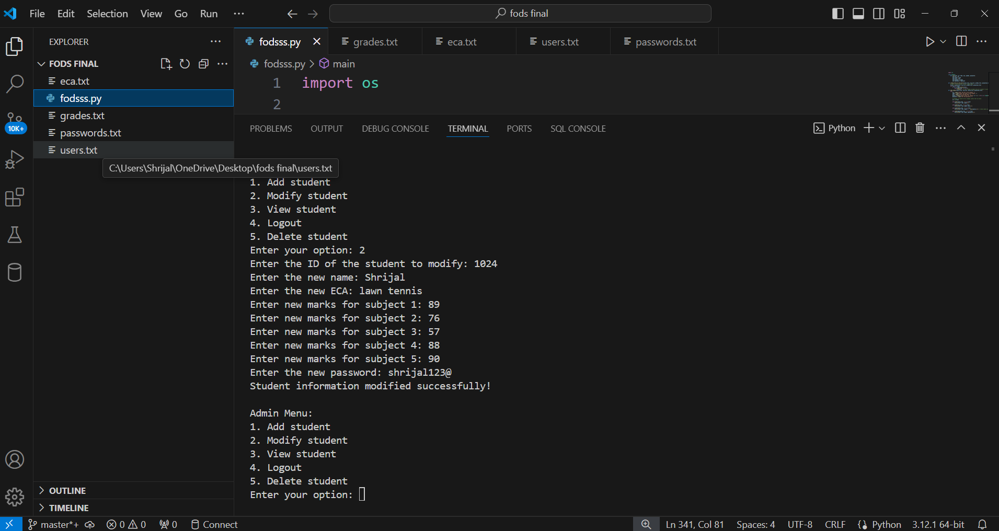 File Edit Selection View Go Run ··· fods final
EXPLORER ···
FODS FINAL ···
eca.txt
fodsss.py
grades.txt
passwords.txt
users.txt
10K+
C:\Users\Shrijal\OneDrive\Desktop\fods final\users.txt
OUTLINE
TIMELINE
fodsss.py grades.txt eca.txt users.txt passwords.txt
fodsss.py > main
1 import os
2
PROBLEMS OUTPUT DEBUG CONSOLE TERMINAL PORTS SQL CONSOLE Python
1. Add student
2. Modify student
3. View student
4. Logout
5. Delete student
Enter your option: 2
Enter the ID of the student to modify: 1024
Enter the new name: Shrijal
Enter the new ECA: lawn tennis
Enter new marks for subject 1: 89
Enter new marks for subject 2: 76
Enter new marks for subject 3: 57
Enter new marks for subject 4: 88
Enter new marks for subject 5: 90
Enter the new password: shrijal123@
Student information modified successfully!
Admin Menu:
1. Add student
2. Modify student
3. View student
4. Logout
5. Delete student
Enter your option:
master*+ 0 0 0 Connect Ln 341, Col 81 Spaces: 4 UTF-8 CRLF Python 3.12.1 64-bit